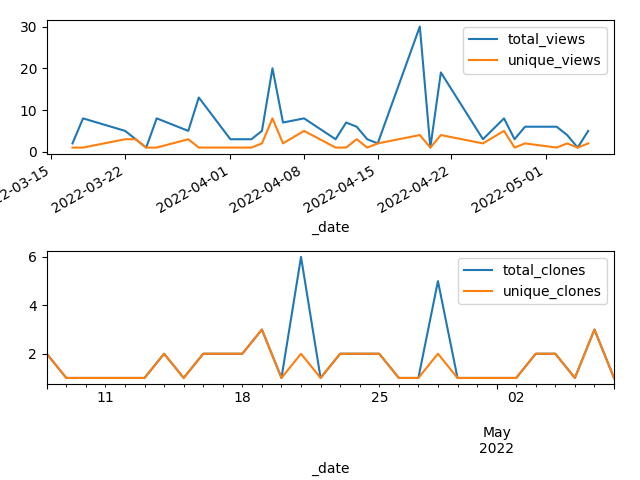 30
20
10
0
total_views
unique_views
22-03-15
2022-03-22
2022-04-01
2022-04-08
2022-04-15
2022-04-22
2022-05-01
_date
6
4
2
total_clones
unique_clones
11
18
25
02
May
2022
_date